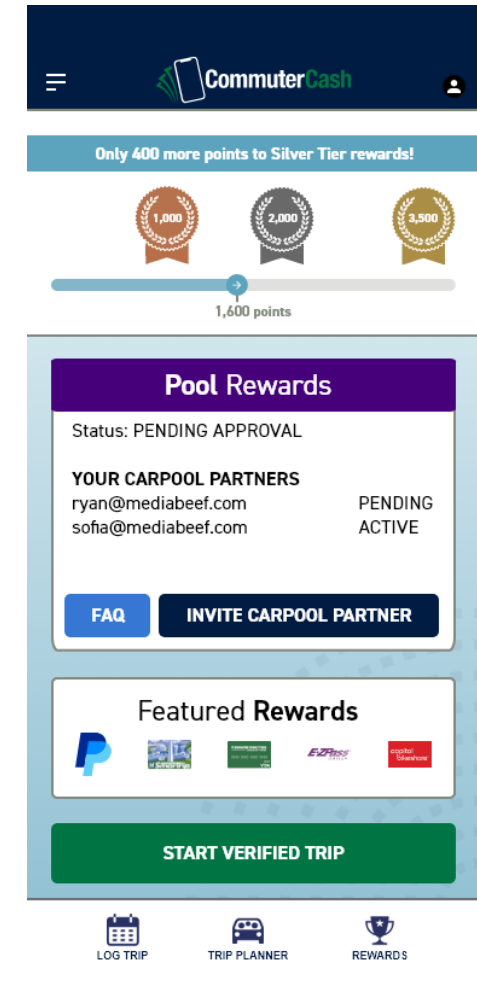 CommuterCash
Only 400 more points to Silver Tier rewards!
1,000 2,000 3,500
1,600 points
Pool Rewards
Status: PENDING APPROVAL
YOUR CARPOOL PARTNERS
ryan@mediabeef.com PENDING
sofia@mediabeef.com ACTIVE
FAQ INVITE CARPOOL PARTNER
Featured Rewards
E-ZPass
GROUP
capital
bikeshare
START VERIFIED TRIP
LOG TRIP TRIP PLANNER REWARDS